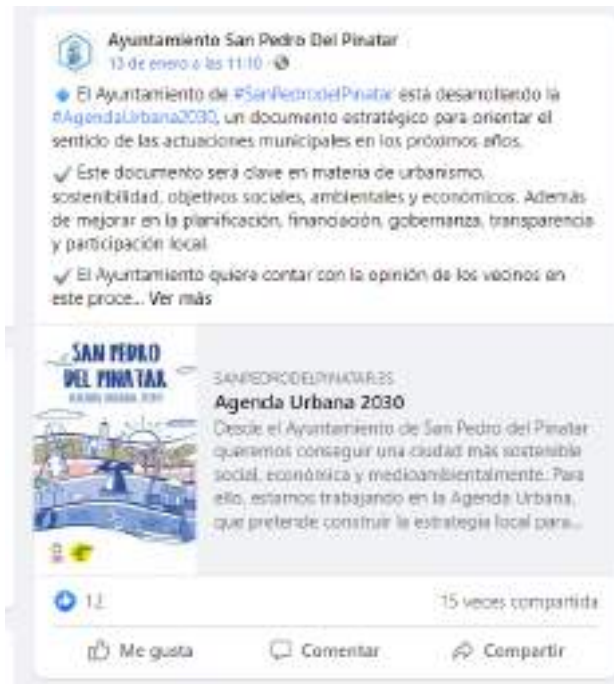 Ayuntamiento San Pedro Del Pinatar
13 de enero a las 11:10 ·
El Ayuntamiento de #SanPedrodelPinatar está desarrollando la
#AgendaUrbana2030, un documento estratégico para orientar el
sentido de las actuaciones municipales en los próximos años.
Este documento será clave en materia de urbanismo,
sostenibilidad, objetivos sociales, ambientales y económicos. Además
de mejorar en la planificación, financiación, gobernanza, transparencia
y participación local
El Ayuntamiento quiere contar con la opinión de los vecinos en
este proce... Ver más
SAN PEDRO
DEL PINATAR
AGENDA URBANA 2030
SANPEDRODELPINATAR.ES
Agenda Urbana 2030
Desde el Ayuntamiento de San Pedro del Pinatar
queremos conseguir una ciudad más sostenible
social, económica y medioambientalmente. Para
ello, estamos trabajando en la Agenda Urbana,
que pretende construir la estrategia local para...
12
15 veces compartida
Me gusta
Comentar
Compartir